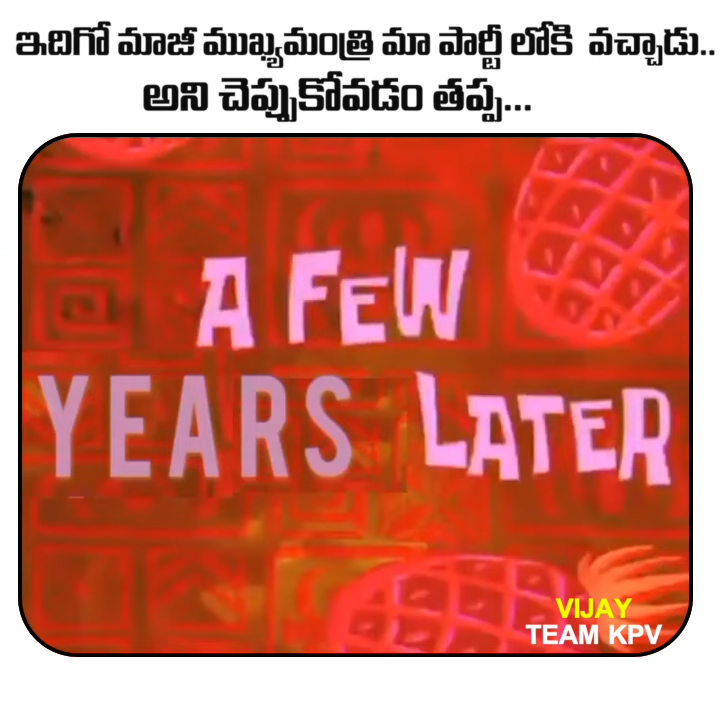 ఇదిగో మాజీ ముఖ్యమంత్రి మా పార్టీ లోకి వచ్చాడు..
అని చెప్పుకోవడం తప్ప...
A FEW
YEARS LATER
VIJAY
TEAM KPV